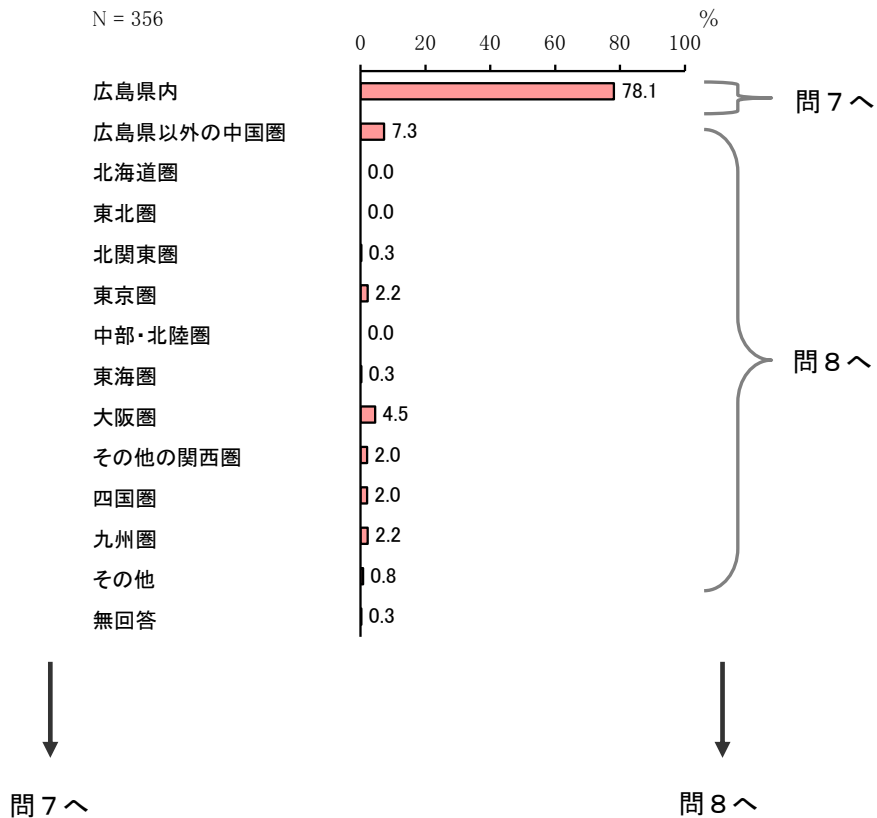 N = 356
%
0 20 40 60 80 100
広島県内 78.1 問７へ
広島県以外の中国圏 7.3
北海道圏 0.0
東北圏 0.0
北関東圏 0.3
東京圏 2.2
中部・北陸圏 0.0
東海圏 0.3 問８へ
大阪圏 4.5
その他の関西圏 2.0
四国圏 2.0
九州圏 2.2
その他 0.8
無回答 0.3
問７へ 問８へ